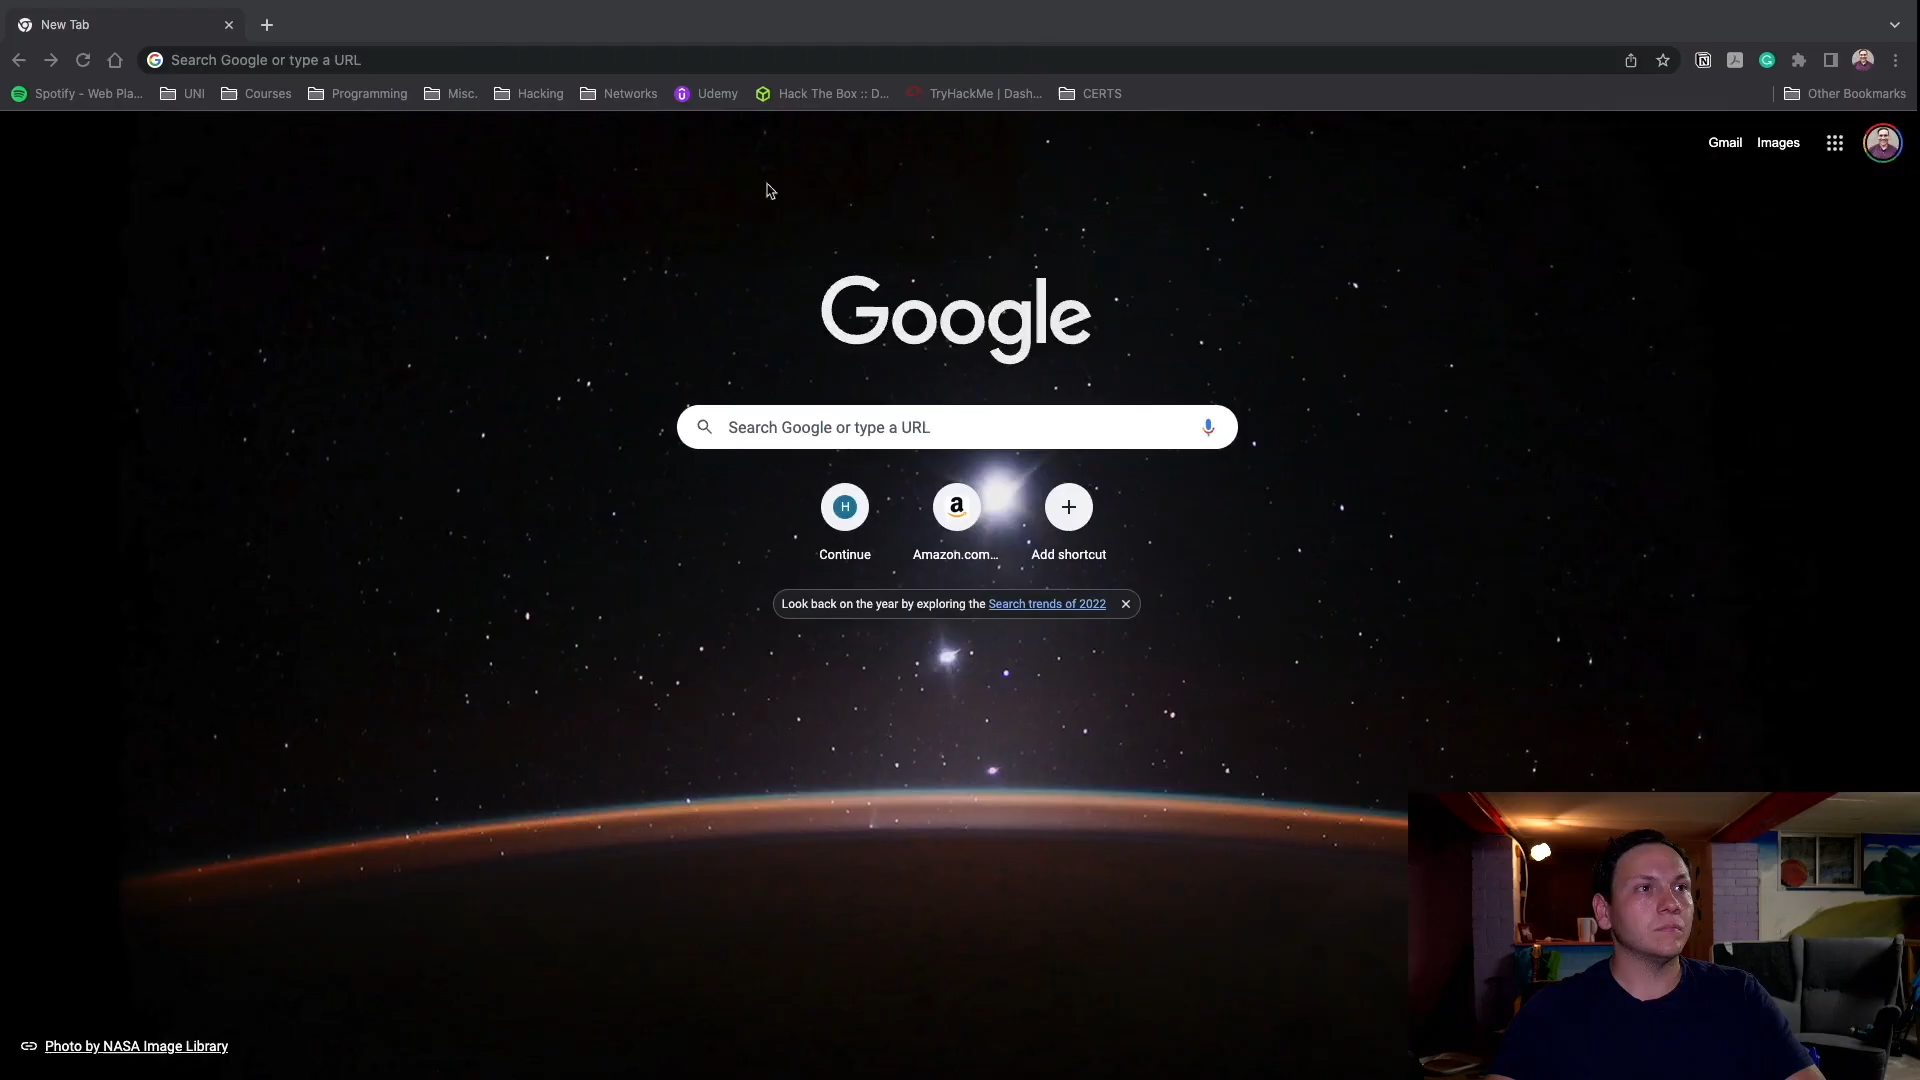 New Tab
Search Google or type a URL
Spotify - Web Pla... UNI Courses Programming Misc. Hacking Networks Udemy Hack The Box :: D... TryHackMe | Dash... CERTS Other Bookmarks
Gmail Images
Google
Search Google or type a URL
H
a
Continue Amazon.com... Add shortcut
Look back on the year by exploring the Search trends of 2022
Photo by NASA Image Library